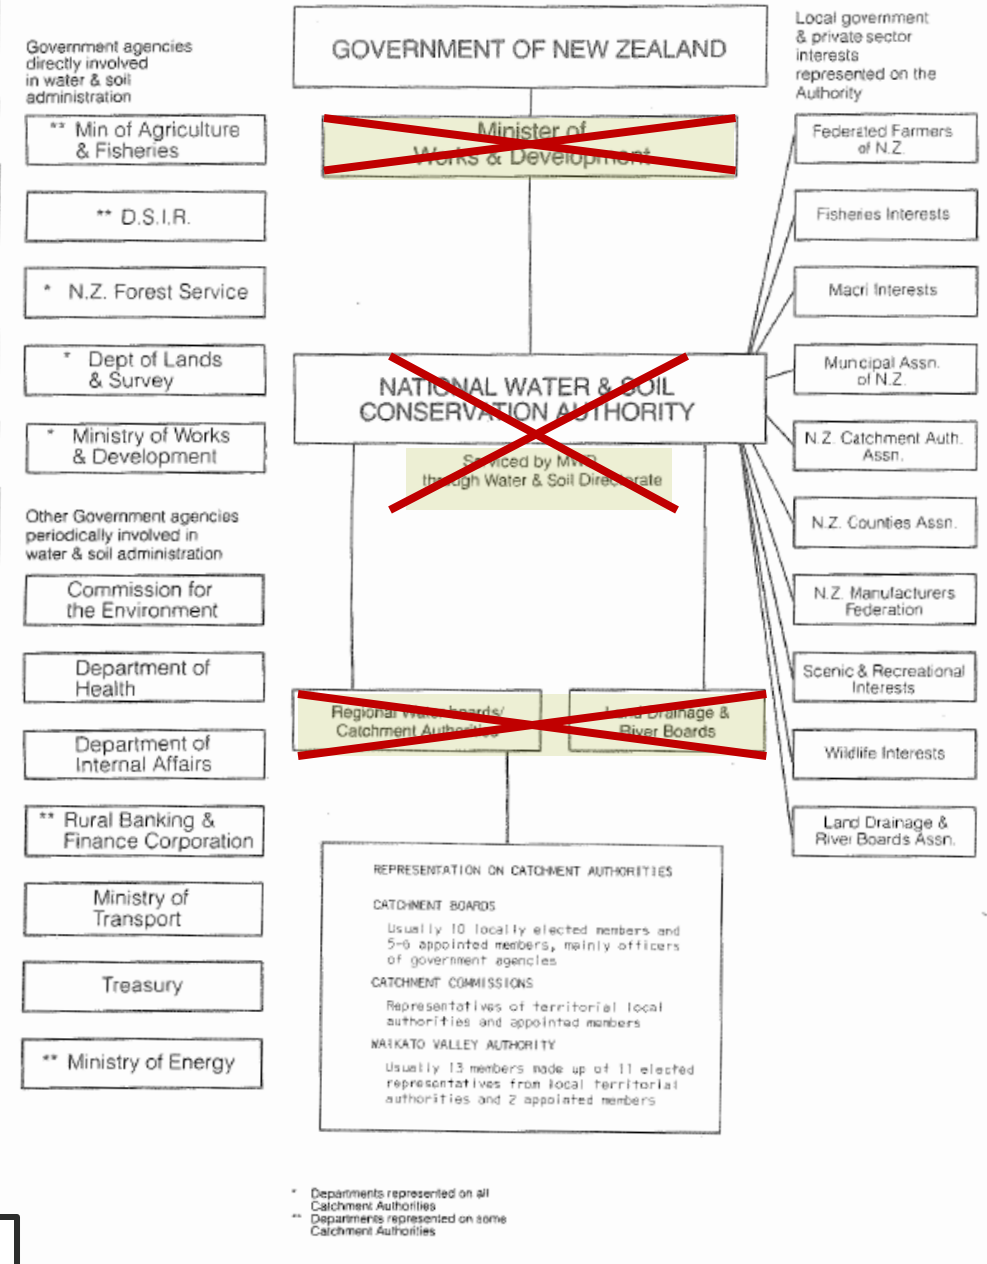 Government agencies
directly involved
in water & soil
administration
** Min of Agriculture
& Fisheries
** D.S.I.R.
* N.Z. Forest Service
* Dept of Lands
& Survey
* Ministry of Works
& Development
Other Government agencies
periodically involved in
water & soil administration
Commission for
the Environment
Department of
Health
Department of
Internal Affairs
** Rural Banking &
Finance Corporation
Ministry of
Transport
Treasury
** Ministry of Energy
GOVERNMENT OF NEW ZEALAND
Minister of
Works & Development
NATIONAL WATER & SOIL
CONSERVATION AUTHORITY
Serviced by MWD
through Water & Soil Directorate
Regional Waterboards/
Catchment Authorities
Land Drainage &
River Boards
REPRESENTATION ON CATCHMENT AUTHORITIES
CATCHMENT BOARDS
Usually 10 locally elected members and
5-6 appointed members, mainly officers
of government agencies
CATCHMENT COMMISSIONS
Representatives of territorial local
authorities and appointed members
WAIKATO VALLEY AUTHORITY
Usually 13 members made up of 11 elected
representatives from local territorial
authorities and 2 appointed members
* Departments represented on all
Catchment Authorities
** Departments represented on some
Catchment Authorities
Local government
& private sector
interests
represented on the
Authority
Federated Farmers
of N.Z.
Fisheries Interests
Macri Interests
Muncipal Assn.
of N.Z.
N.Z. Catchment Auth.
Assn.
N.Z. Counties Assn.
N.Z. Manufacturers
Federation
Scenic & Recreational
Interests
Wildlife Interests
Land Drainage &
River Boards Assn.